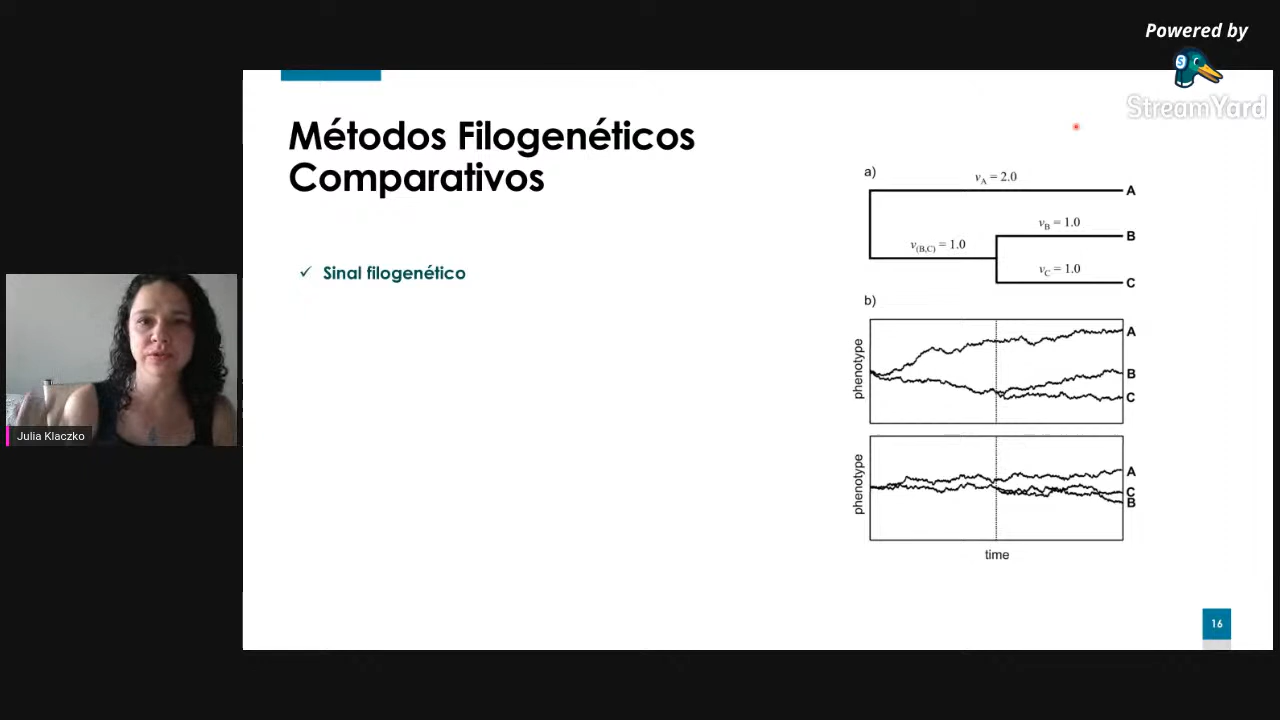 Powered by
StreamYard
Métodos Filogenéticos
Comparativos
✓ Sinal filogenético
a)
vA = 2.0
A
vB = 1.0
B
v(B,C) = 1.0
vC = 1.0
C
b)
phenotype
A
B
C
phenotype
A
C
B
time
Julia Klaczko
16